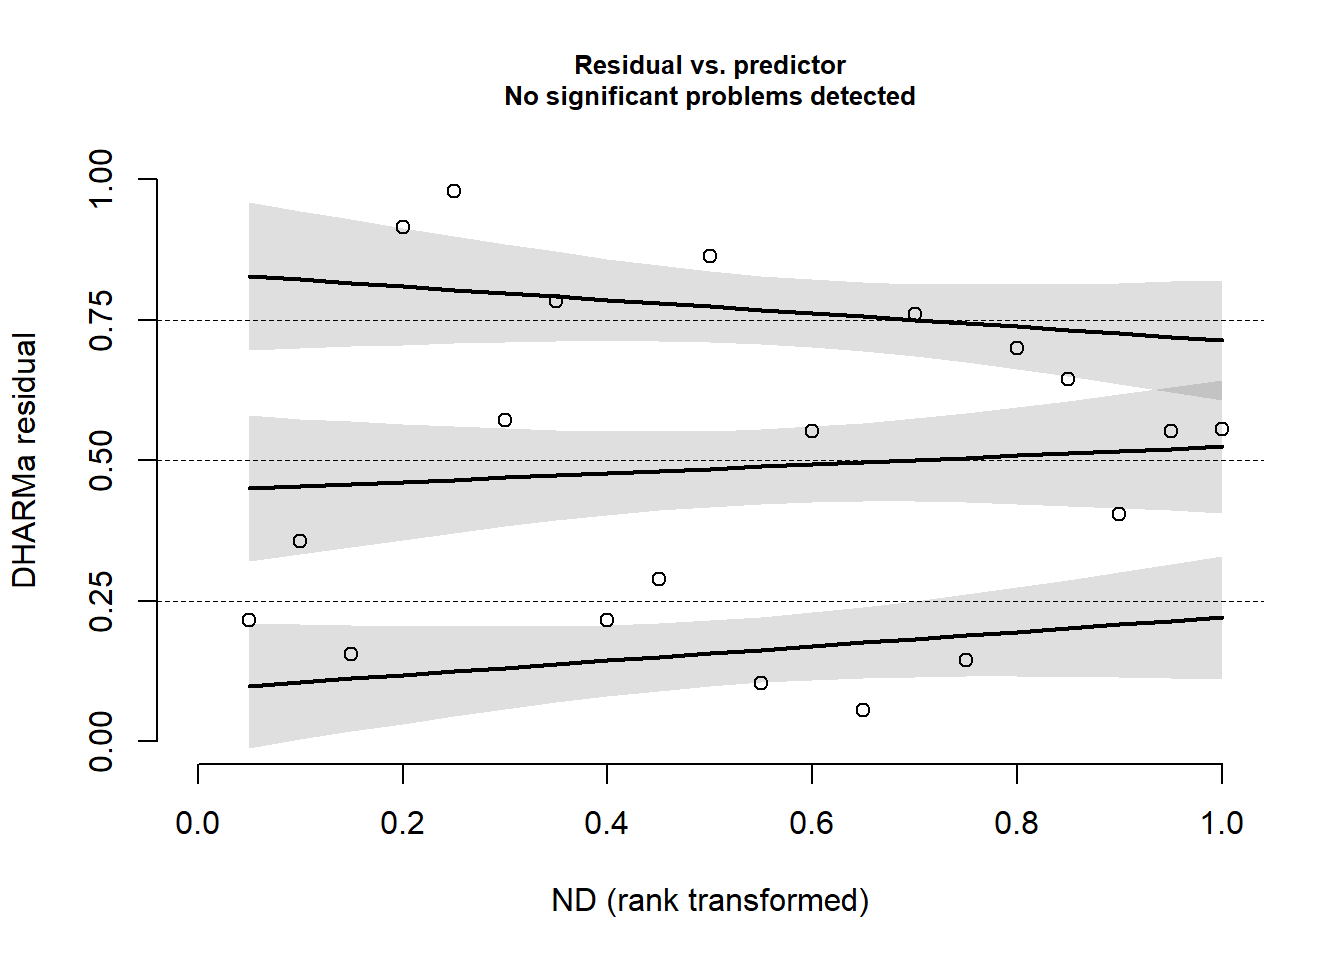 Residual vs. predictor
No significant problems detected
DHARMa residual
1.00
0.75
0.50
0.25
0.00
0.0 0.2 0.4 0.6 0.8 1.0
ND (rank transformed)